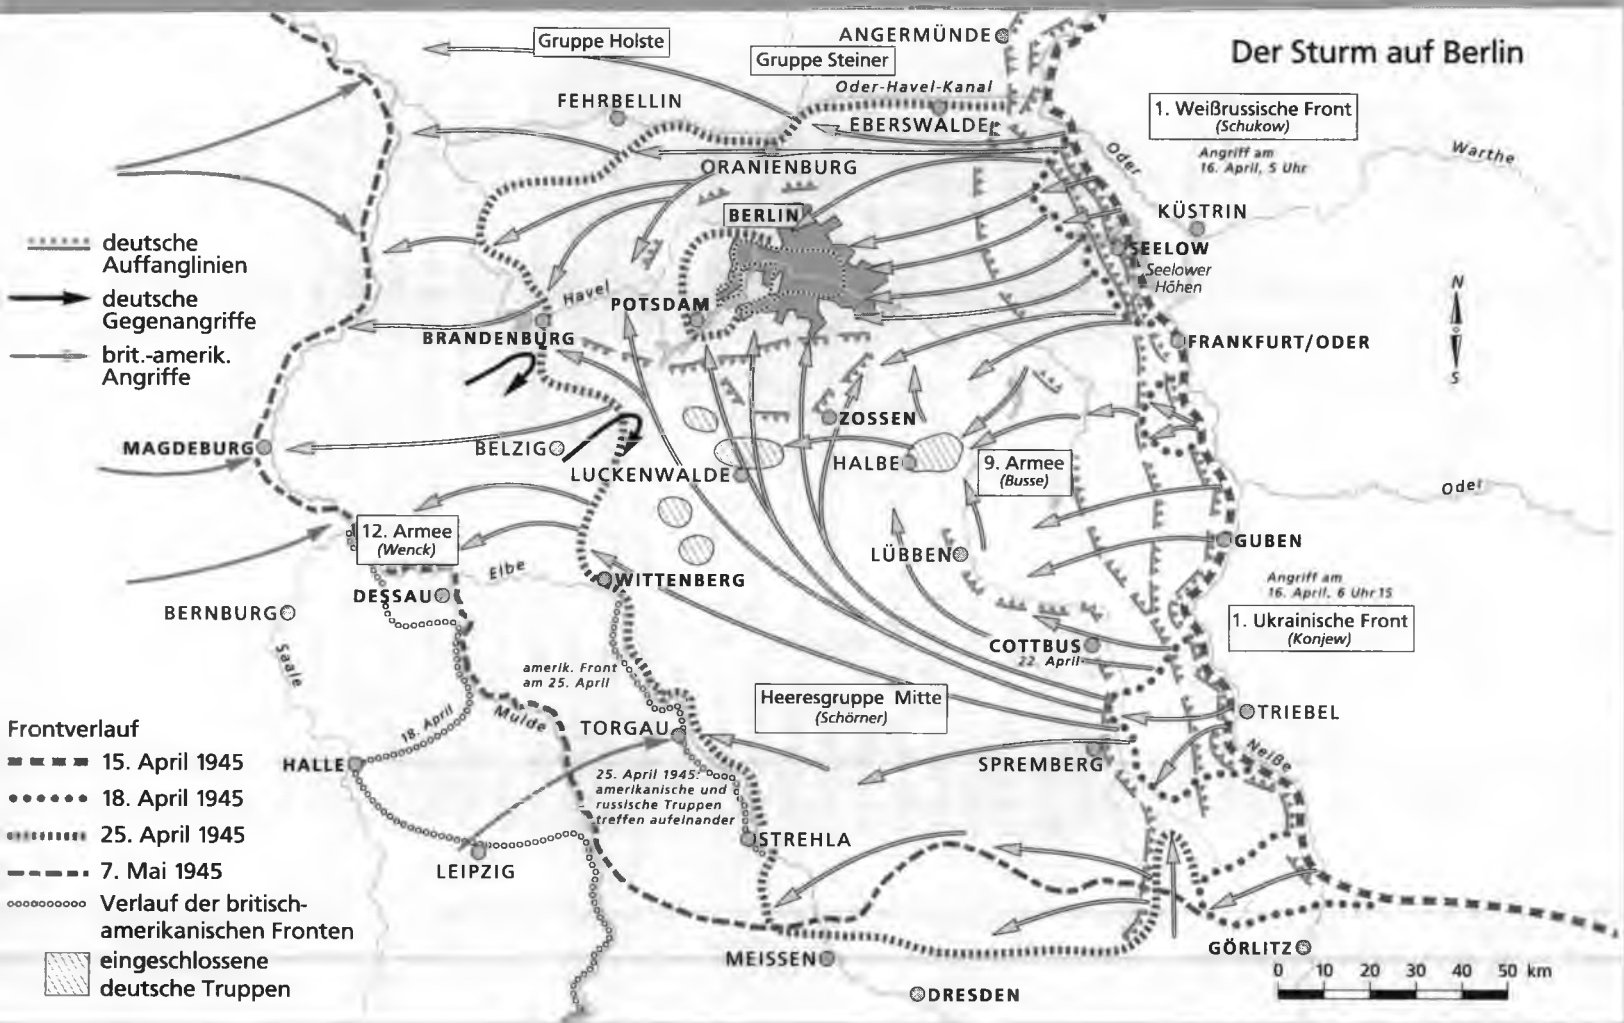 Der Sturm auf Berlin
Gruppe Holste
Gruppe Steiner
ANGERMÜNDE
Oder-Havel-Kanal
FEHRBELLIN
EBERSWALDE
1. Weißrussische Front
(Schukow)
Angriff am
16. April, 5 Uhr
Oder
Warthe
ORANIENBURG
BERLIN
KÜSTRIN
SEELOW
Seelower
Höhen
deutsche
Auffanglinien
deutsche
Gegenangriffe
brit.-amerik.
Angriffe
Havel
POTSDAM
BRANDENBURG
FRANKFURT/ODER
N
S
ZOSSEN
MAGDEBURG
BELZIG
LUCKENWALDE
HALBE
9. Armee
(Busse)
Oder
12. Armee
(Wenck)
LÜBBEN
GUBEN
Elbe
WITTENBERG
DESSAU
BERNBURG
Angriff am
16. April, 6 Uhr 15
1. Ukrainische Front
(Konjew)
Saale
COTTBUS
22. April
amerik. Front
am 25. April
Heeresgruppe Mitte
(Schörner)
18. April
Mulde
TORGAU
TRIEBEL
Neiße
HALLE
SPREMBERG
25. April 1945:
amerikanische und
russische Truppen
treffen aufeinander
STREHLA
LEIPZIG
Frontverlauf
15. April 1945
18. April 1945
25. April 1945
7. Mai 1945
Verlauf der britisch-
amerikanischen Fronten
eingeschlossene
deutsche Truppen
MEISSEN
DRESDEN
GÖRLITZ
0 10 20 30 40 50 km